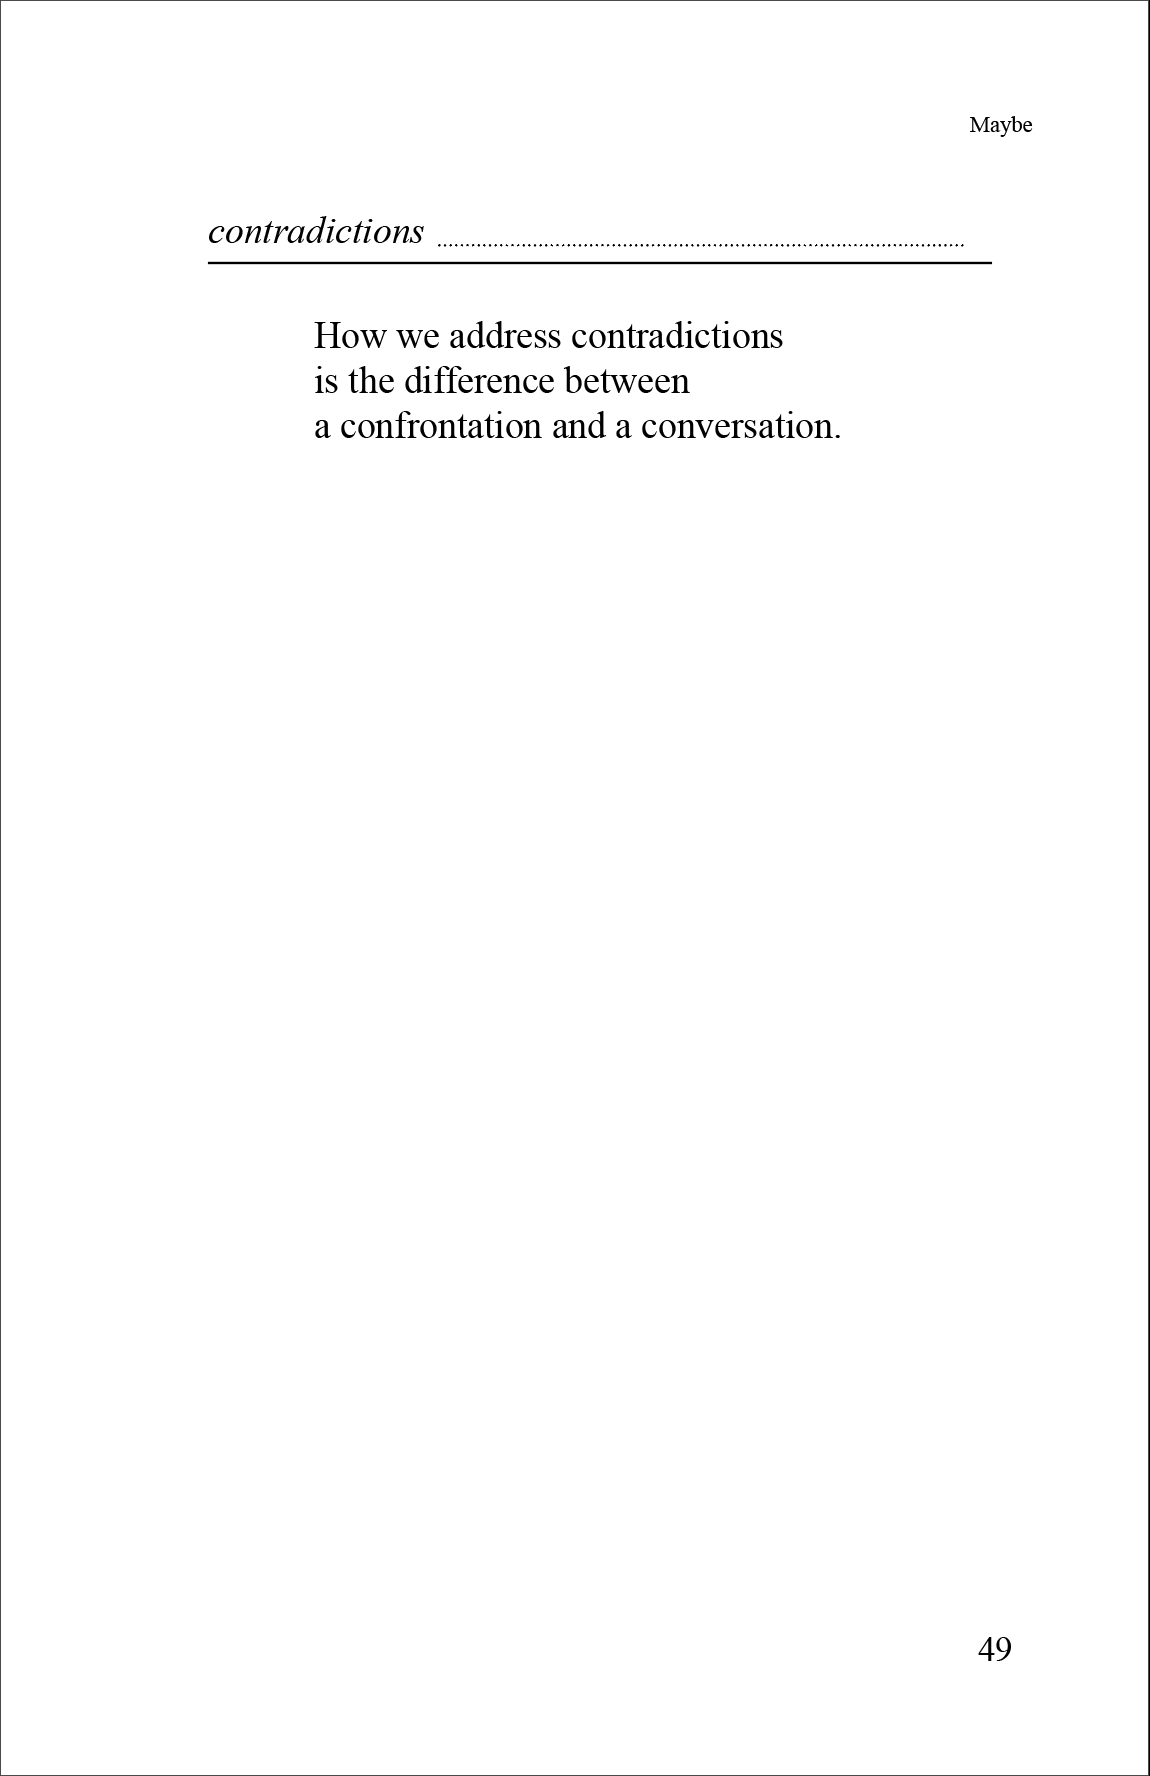 Maybe
contradictions
How we address contradictions
is the difference between
a confrontation and a conversation.
49